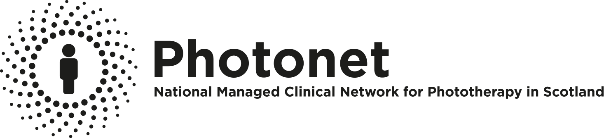 Photonet
National Managed Clinical Network for Phototherapy in Scotland